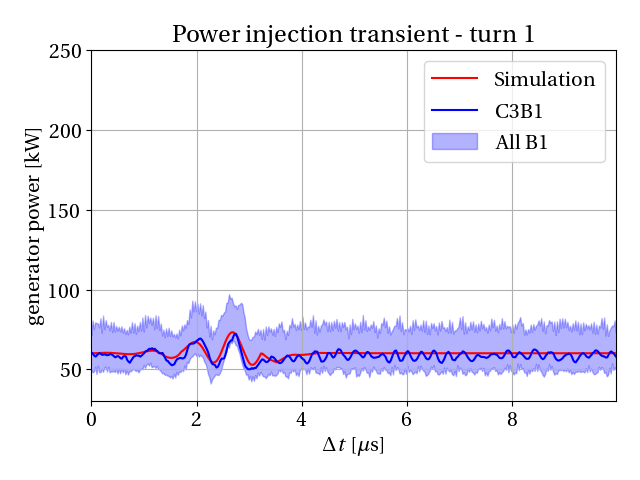 Power injection transient - turn 1
250
200
150
100
50
generator power [kW]
Simulation
C3B1
All B1
0 2 4 6 8
Δt [μs]